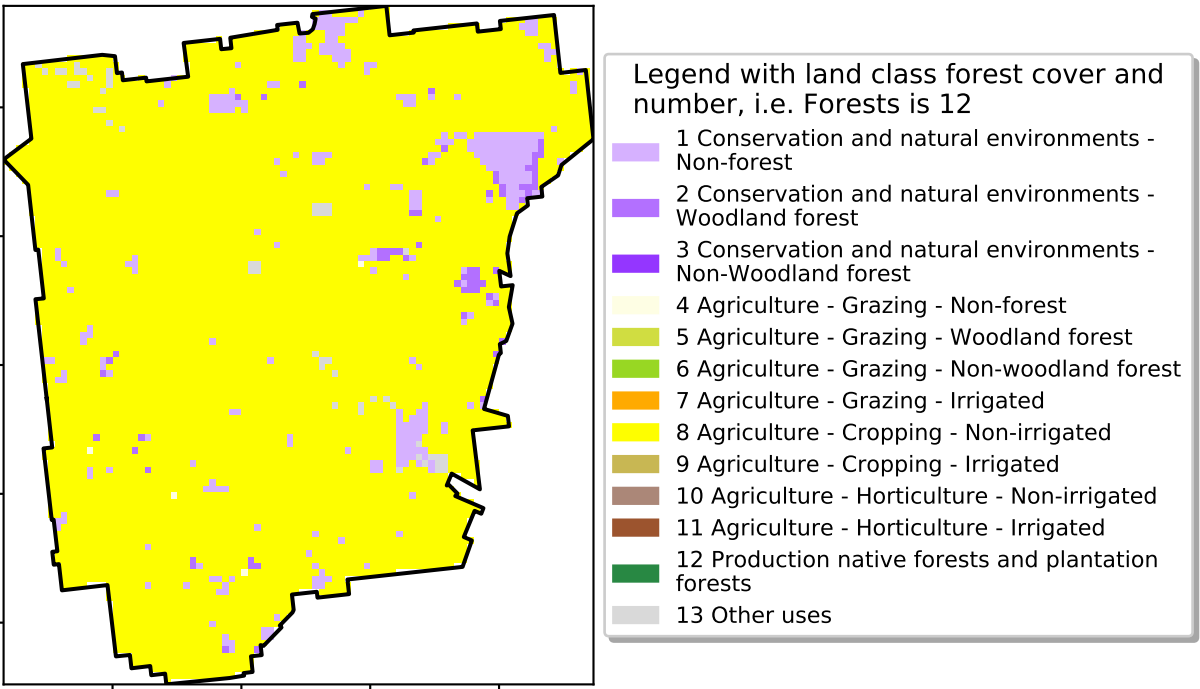 Legend with land class forest cover and
number, i.e. Forests is 12
1 Conservation and natural environments -
Non-forest
2 Conservation and natural environments -
Woodland forest
3 Conservation and natural environments -
Non-Woodland forest
4 Agriculture - Grazing - Non-forest
5 Agriculture - Grazing - Woodland forest
6 Agriculture - Grazing - Non-woodland forest
7 Agriculture - Grazing - Irrigated
8 Agriculture - Cropping - Non-irrigated
9 Agriculture - Cropping - Irrigated
10 Agriculture - Horticulture - Non-irrigated
11 Agriculture - Horticulture - Irrigated
12 Production native forests and plantation
forests
13 Other uses